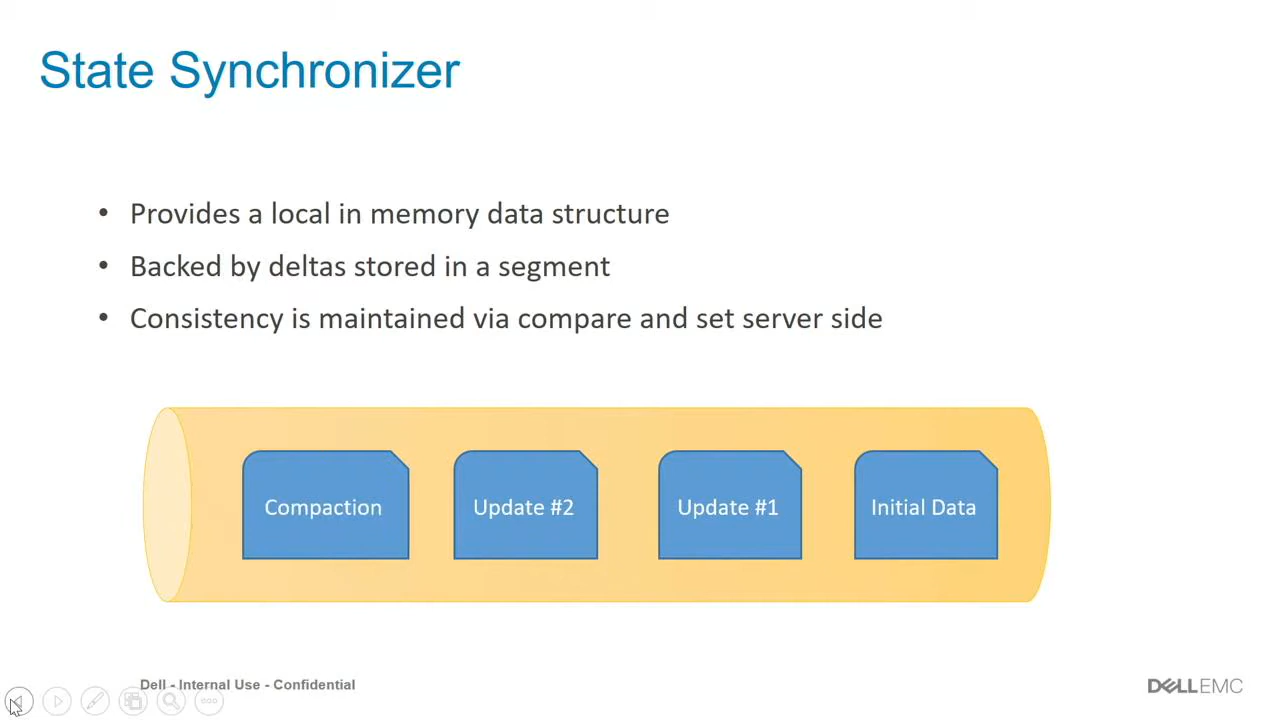 State Synchronizer
• Provides a local in memory data structure
• Backed by deltas stored in a segment
• Consistency is maintained via compare and set server side
Compaction
Update #2
Update #1
Initial Data
Dell - Internal Use - Confidential
DELLEMC